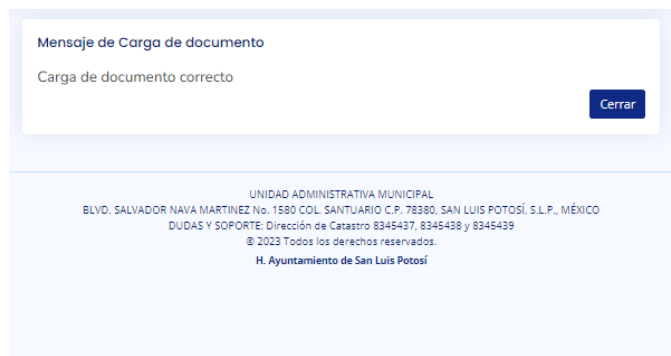 Mensaje de Carga de documento
Carga de documento correcto
Cerrar
UNIDAD ADMINISTRATIVA MUNICIPAL
BLVD. SALVADOR NAVA MARTINEZ No. 1580 COL. SANTUARIO C.P. 78380, SAN LUIS POTOSÍ, S.L.P., MÉXICO
DUDAS Y SOPORTE: Dirección de Catastro 8345437, 8345438 y 8345439
© 2023 Todos los derechos reservados.
H. Ayuntamiento de San Luis Potosí